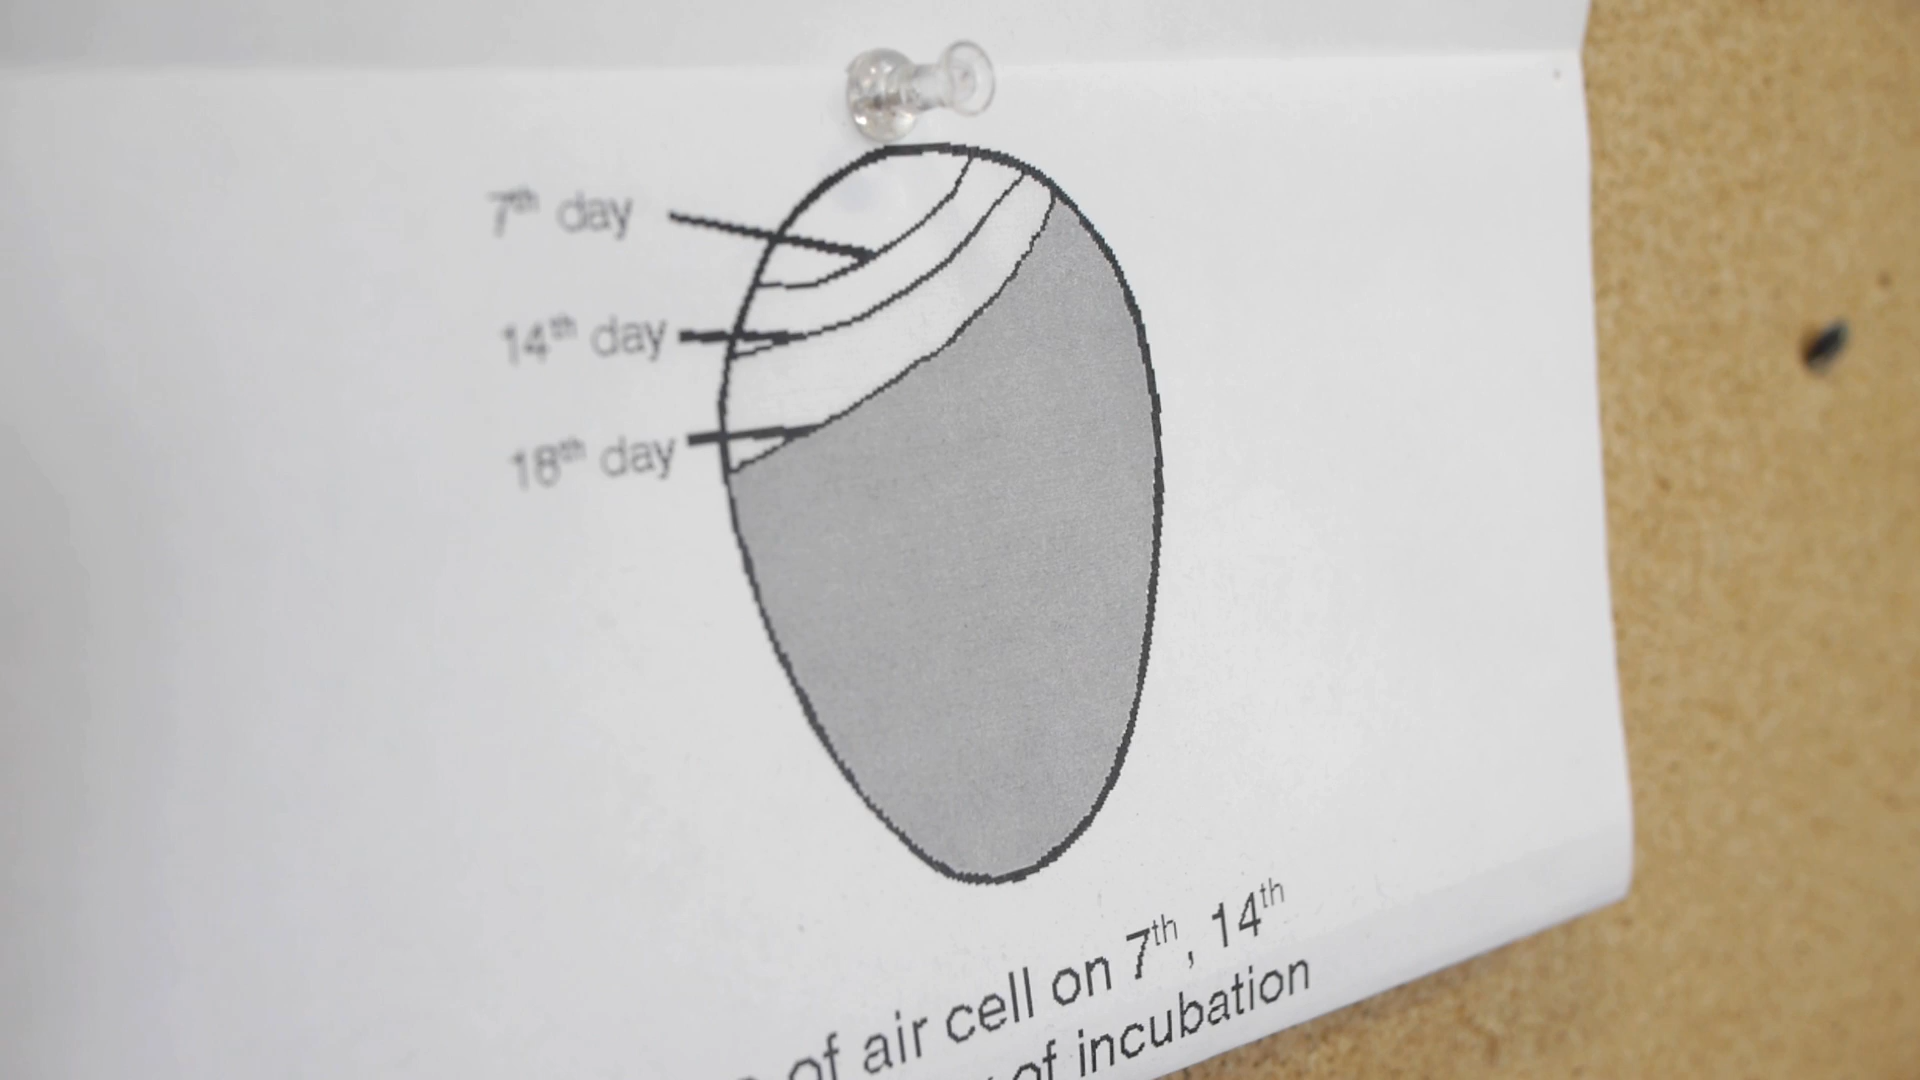 7th day
14th day
18th day
of air cell on 7th, 14th
of incubation